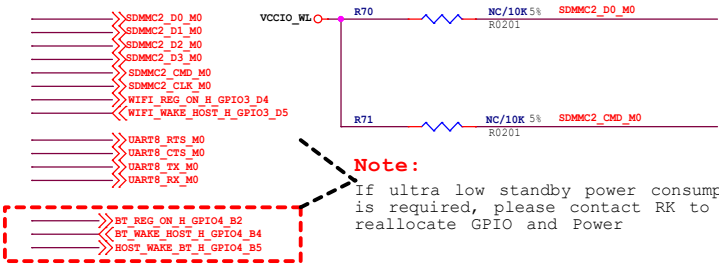 SDMMC2_D0_M0
SDMMC2_D1_M0
SDMMC2_D2_M0
SDMMC2_D3_M0
SDMMC2_CMD_M0
SDMMC2_CLK_M0
WIFI_REG_ON_H_GPIO3_D4
WIFI_WAKE_HOST_H_GPIO3_D5
UART8_RTS_M0
UART8_CTS_M0
UART8_TX_M0
UART8_RX_M0
BT_REG_ON_H_GPIO4_B2
BT_WAKE_HOST_H_GPIO4_B4
HOST_WAKE_BT_H_GPIO4_B5
VCCIO_WL
R70 NC/10K 5% SDMMC2_D0_M0
R0201
R71 NC/10K 5% SDMMC2_CMD_M0
R0201
Note:
If ultra low standby power consump
is required, please contact RK to
reallocate GPIO and Power